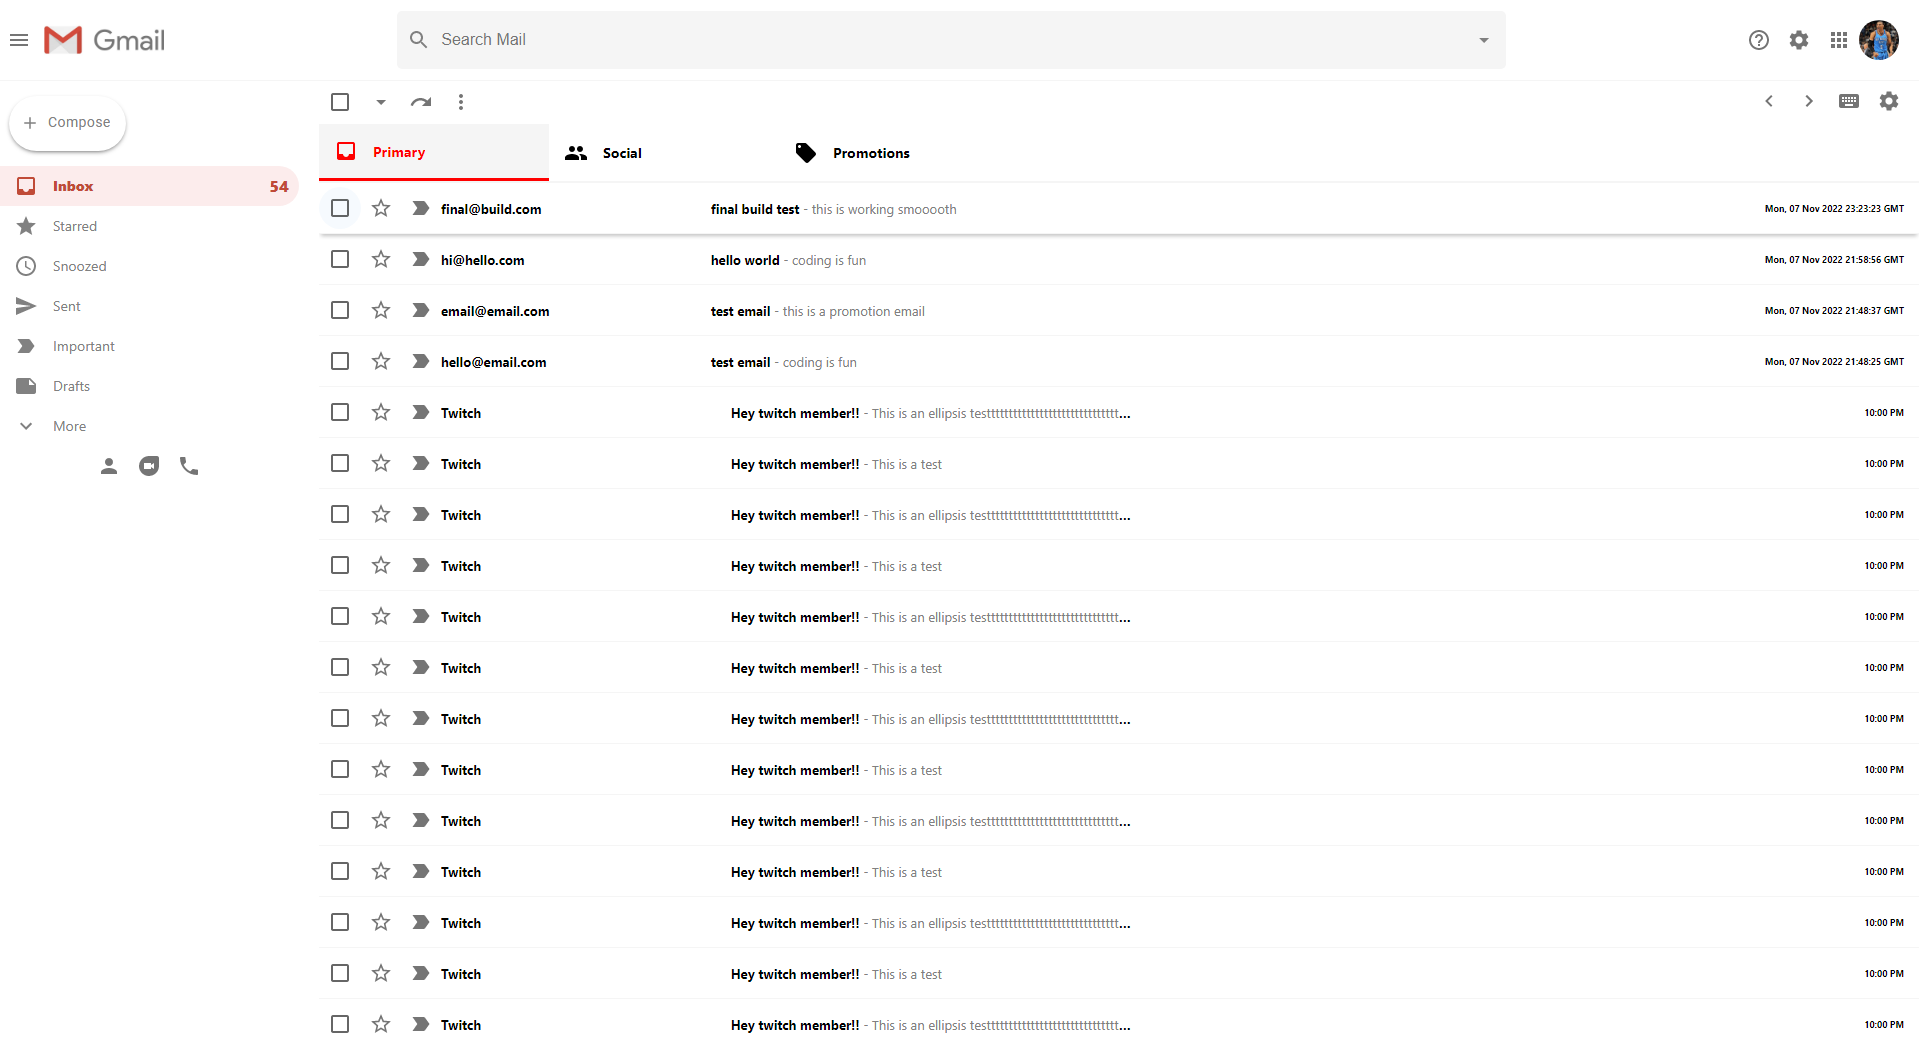 Gmail
Search Mail
Compose
Inbox 54
Starred
Snoozed
Sent
Important
Drafts
More
Primary Social Promotions
final@build.com final build test - this is working smooooth Mon, 07 Nov 2022 23:23:23 GMT
hi@hello.com hello world - coding is fun Mon, 07 Nov 2022 21:58:56 GMT
email@email.com test email - this is a promotion email Mon, 07 Nov 2022 21:48:37 GMT
hello@email.com test email - coding is fun Mon, 07 Nov 2022 21:48:25 GMT
Twitch Hey twitch member!! - This is an ellipsis testttttttttttttttttttttttttttttttt... 10:00 PM
Twitch Hey twitch member!! - This is a test 10:00 PM
Twitch Hey twitch member!! - This is an ellipsis testttttttttttttttttttttttttttttttt... 10:00 PM
Twitch Hey twitch member!! - This is a test 10:00 PM
Twitch Hey twitch member!! - This is an ellipsis testttttttttttttttttttttttttttttttt... 10:00 PM
Twitch Hey twitch member!! - This is a test 10:00 PM
Twitch Hey twitch member!! - This is an ellipsis testttttttttttttttttttttttttttttttt... 10:00 PM
Twitch Hey twitch member!! - This is a test 10:00 PM
Twitch Hey twitch member!! - This is an ellipsis testttttttttttttttttttttttttttttttt... 10:00 PM
Twitch Hey twitch member!! - This is a test 10:00 PM
Twitch Hey twitch member!! - This is an ellipsis testttttttttttttttttttttttttttttttt... 10:00 PM
Twitch Hey twitch member!! - This is a test 10:00 PM
Twitch Hey twitch member!! - This is an ellipsis testttttttttttttttttttttttttttttttt... 10:00 PM